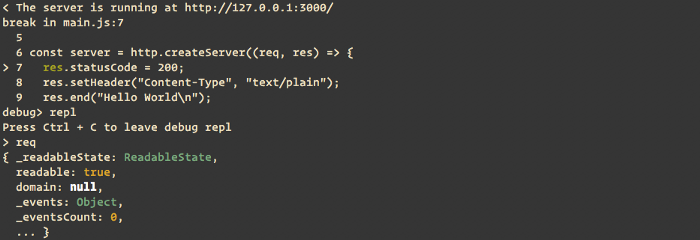 < The server is running at http://127.0.0.1:3000/
break in main.js:7
  5
  6 const server = http.createServer((req, res) => {
> 7   res.statusCode = 200;
  8   res.setHeader("Content-Type", "text/plain");
  9   res.end("Hello World\n");
debug> repl
Press Ctrl + C to leave debug repl
> req
{ _readableState: ReadableState,
  readable: true,
  domain: null,
  _events: Object,
  _eventsCount: 0,
  ... }